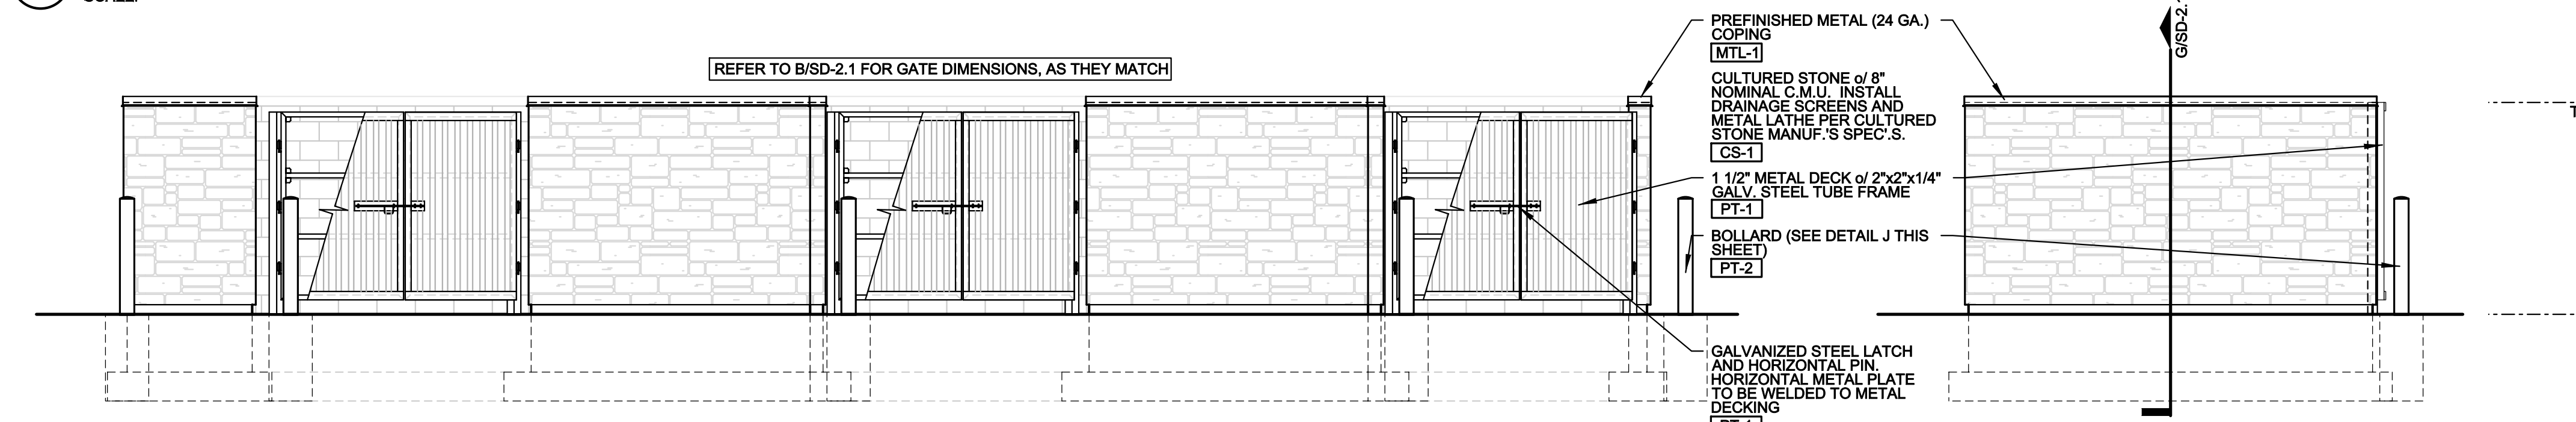 REFER TO B/SD-2.1 FOR GATE DIMENSIONS, AS THEY MATCH
PREFINISHED METAL (24 GA.)
COPING
MTL-1
CULTURED STONE o/ 8"
NOMINAL C.M.U.  INSTALL
DRAINAGE SCREENS AND
METAL LATHE PER CULTURED
STONE MANUF.'S SPEC'.S.
CS-1
1 1/2" METAL DECK o/ 2"x2"x1/4"
GALV. STEEL TUBE FRAME
PT-1
BOLLARD (SEE DETAIL J THIS
SHEET)
PT-2
GALVANIZED STEEL LATCH
AND HORIZONTAL PIN.
HORIZONTAL METAL PLATE
TO BE WELDED TO METAL
DECKING
G/SD-2.